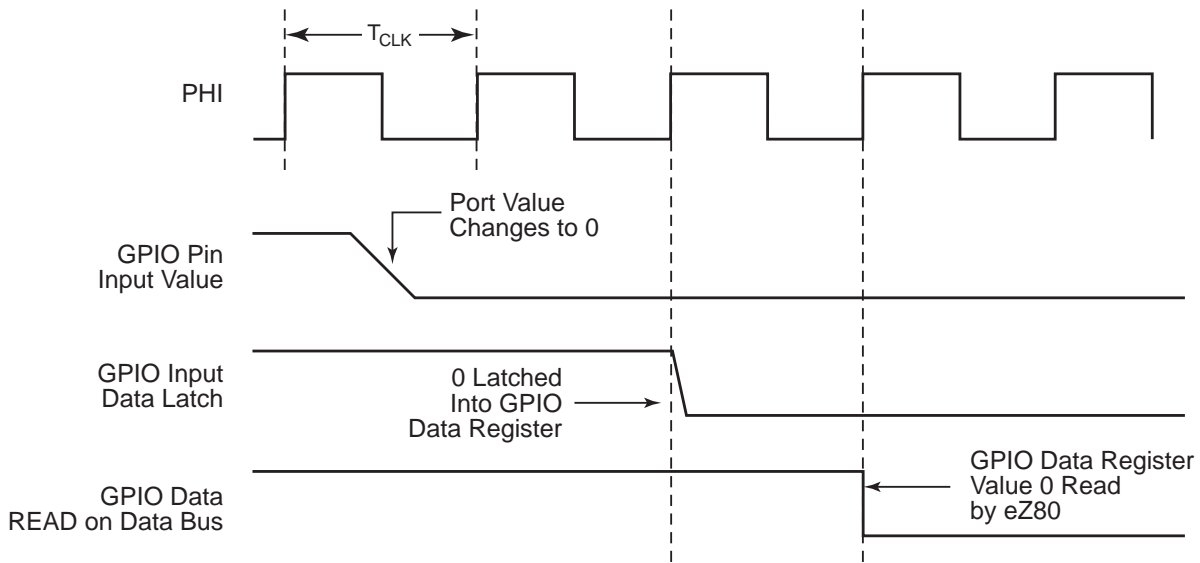 T_CLK
PHI
Port Value
Changes to 0
GPIO Pin
Input Value
GPIO Input
Data Latch
0 Latched
Into GPIO
Data Register
GPIO Data
READ on Data Bus
GPIO Data Register
Value 0 Read
by eZ80